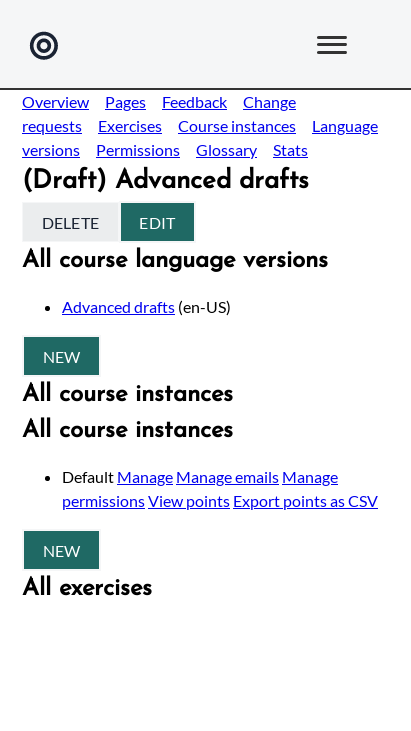 Overview Pages Feedback Change
requests Exercises Course instances Language
versions Permissions Glossary Stats
(Draft) Advanced drafts
DELETE EDIT
All course language versions
Advanced drafts (en-US)
NEW
All course instances
All course instances
Default Manage Manage emails Manage
permissions View points Export points as CSV
NEW
All exercises